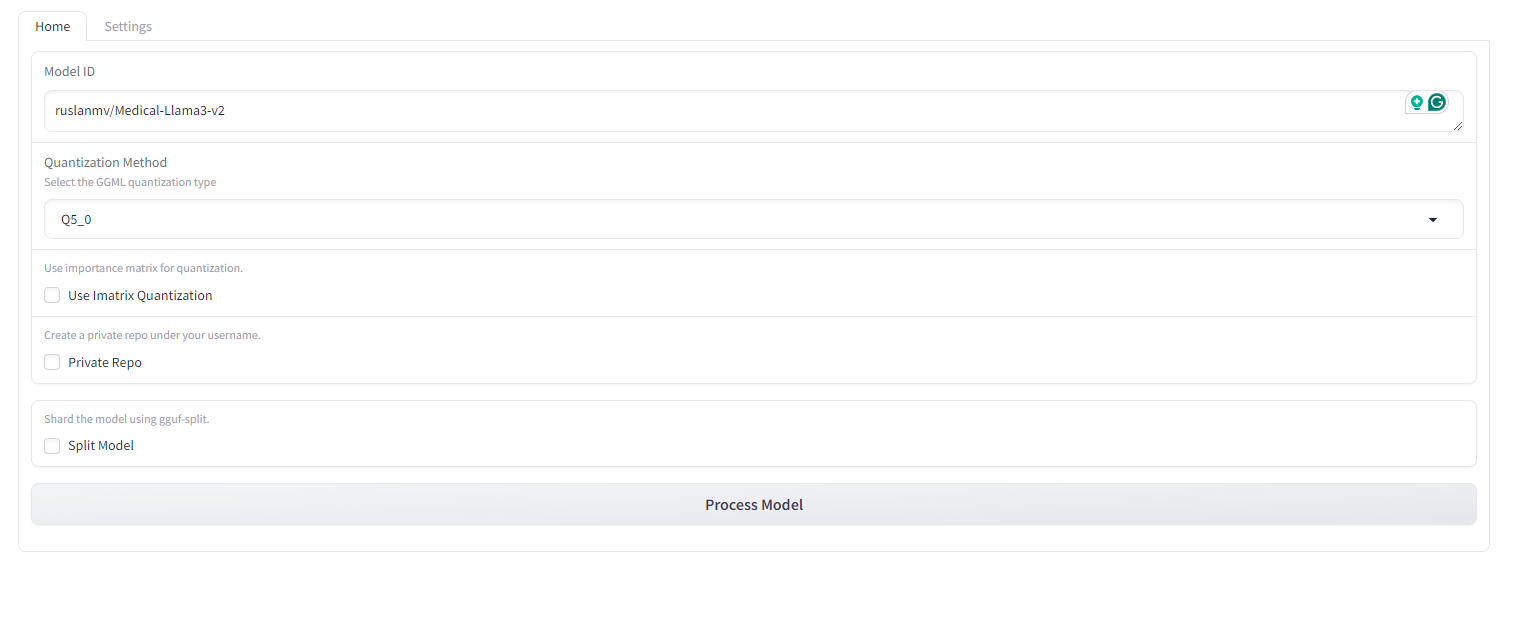 Home
Settings
Model ID
ruslanmv/Medical-Llama3-v2
Quantization Method
Select the GGML quantization type
Q5_0
Use importance matrix for quantization.
Use Imatrix Quantization
Create a private repo under your username.
Private Repo
Shard the model using gguf-split.
Split Model
Process Model